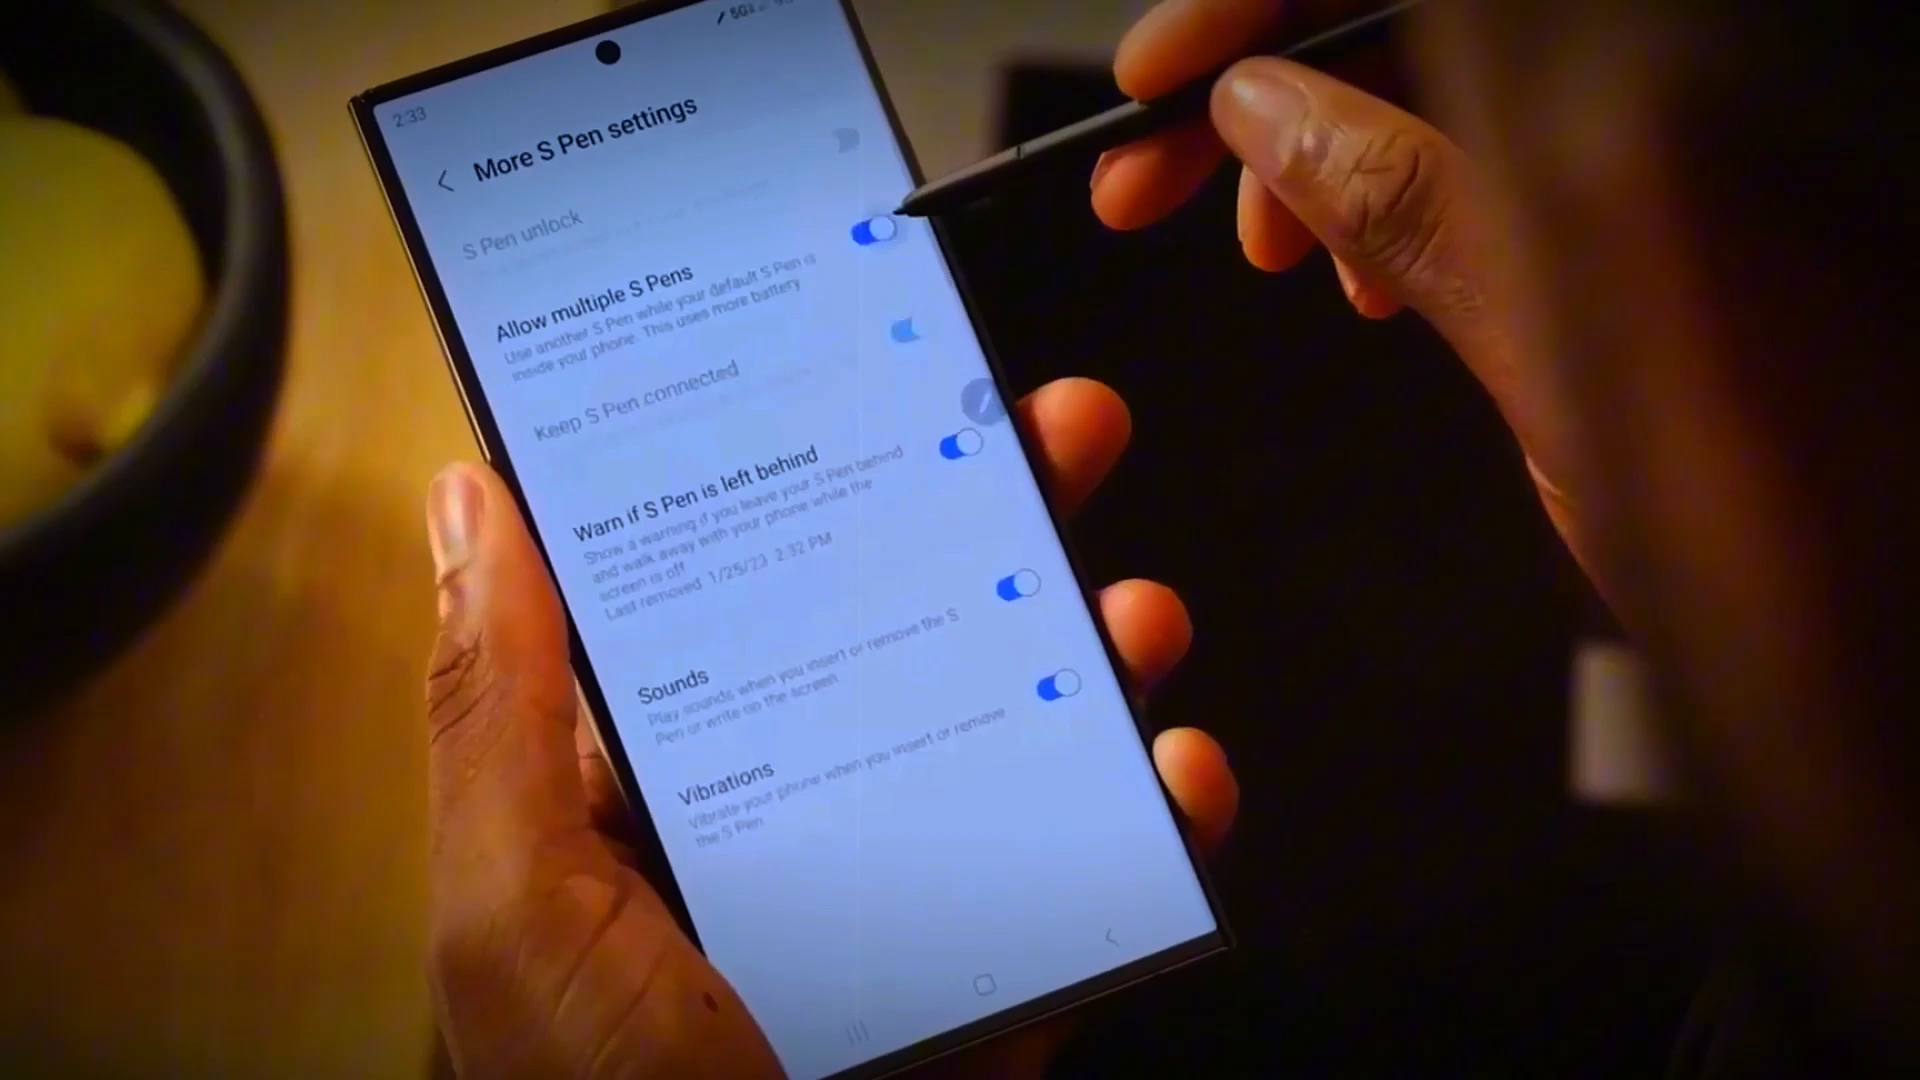 2:33
5G
More S Pen settings
S Pen unlock
Allow multiple S Pens
Use another S Pen while your default S Pen is
inside your phone. This uses more battery
Keep S Pen connected
Warn if S Pen is left behind
Show a warning if you leave your S Pen behind
and walk away with your phone while the
screen is off.
Last removed 1/25/23 2:32 PM
Sounds
Play sounds when you insert or remove the S
Pen or write on the screen.
Vibrations
Vibrate your phone when you insert or remove
the S Pen.